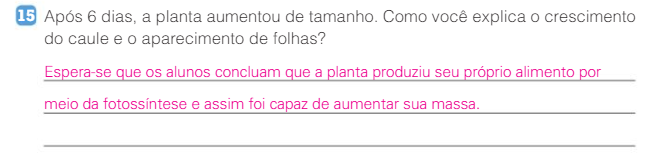 15 Após 6 dias, a planta aumentou de tamanho. Como você explica o crescimento
do caule e o aparecimento de folhas?
Espera-se que os alunos concluam que a planta produziu seu próprio alimento por
meio da fotossíntese e assim foi capaz de aumentar sua massa.